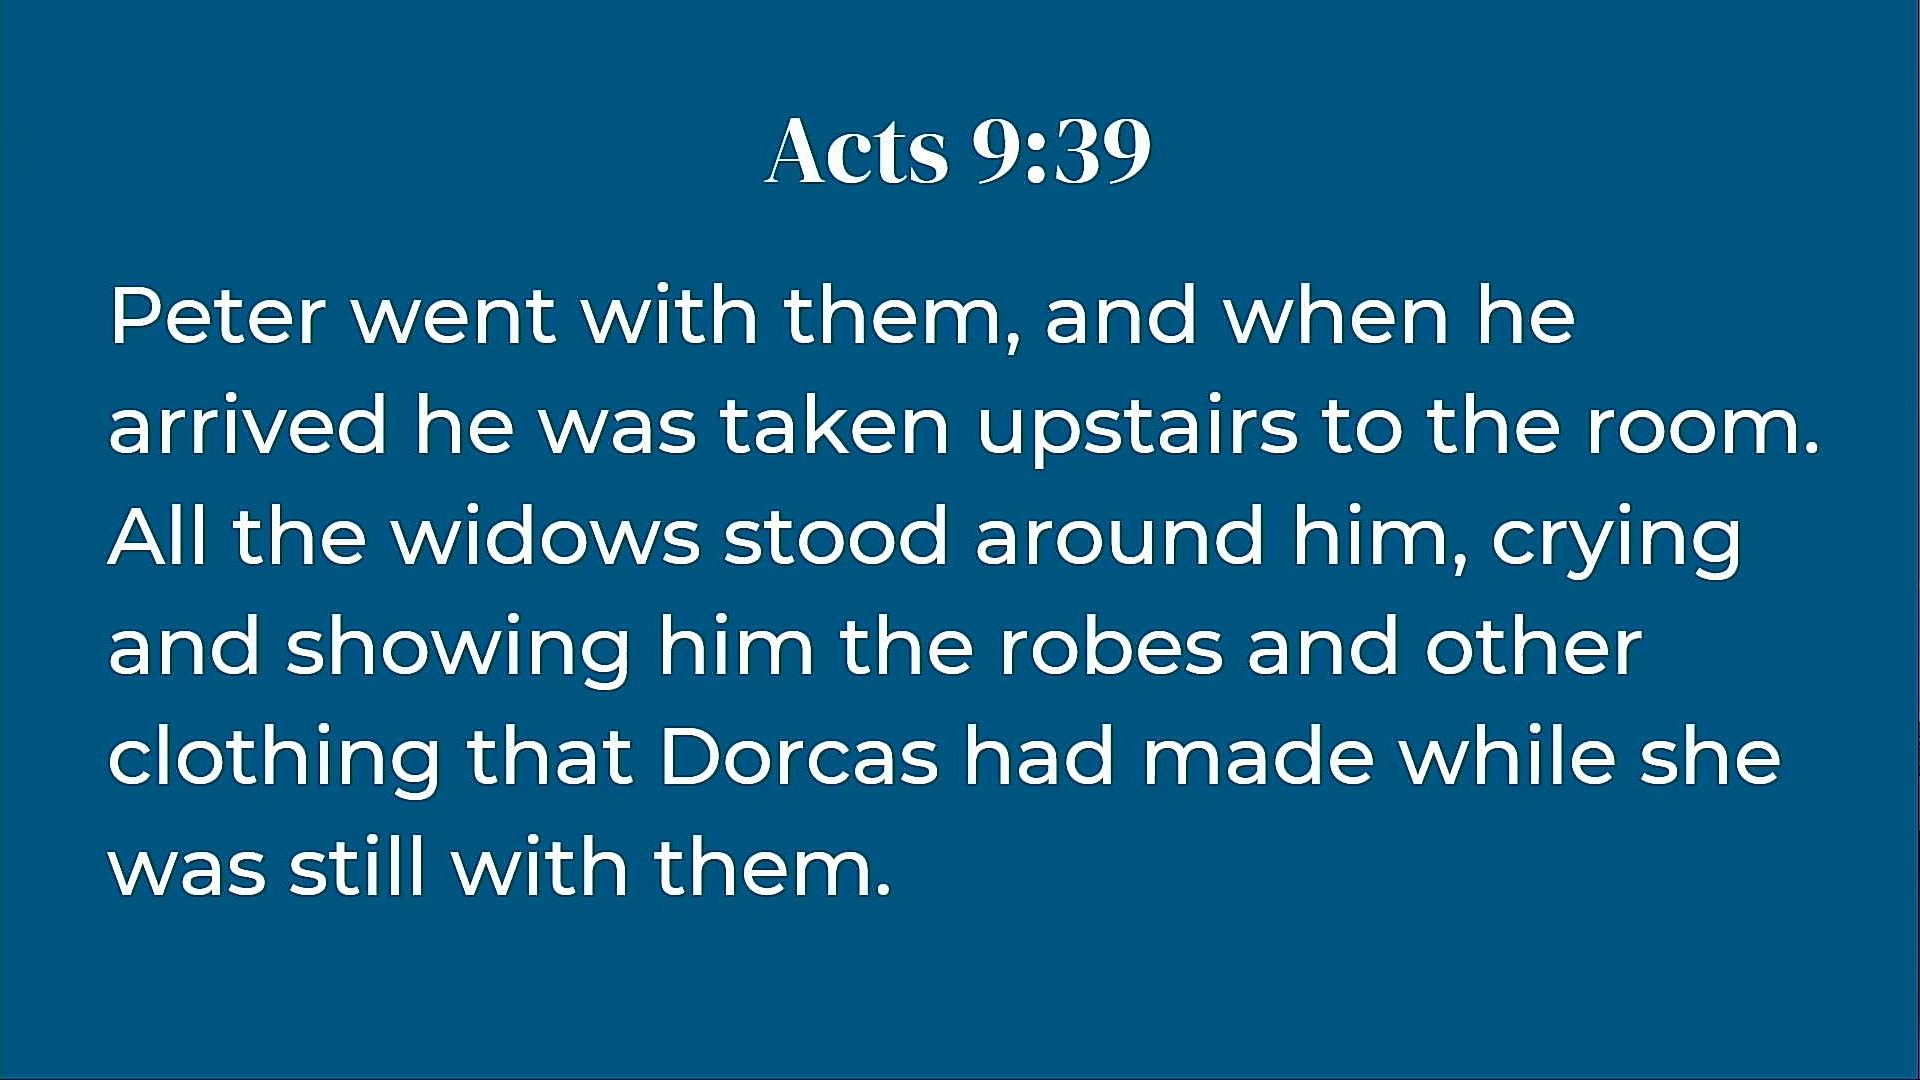 Acts 9:39
Peter went with them, and when he
arrived he was taken upstairs to the room.
All the widows stood around him, crying
and showing him the robes and other
clothing that Dorcas had made while she
was still with them.